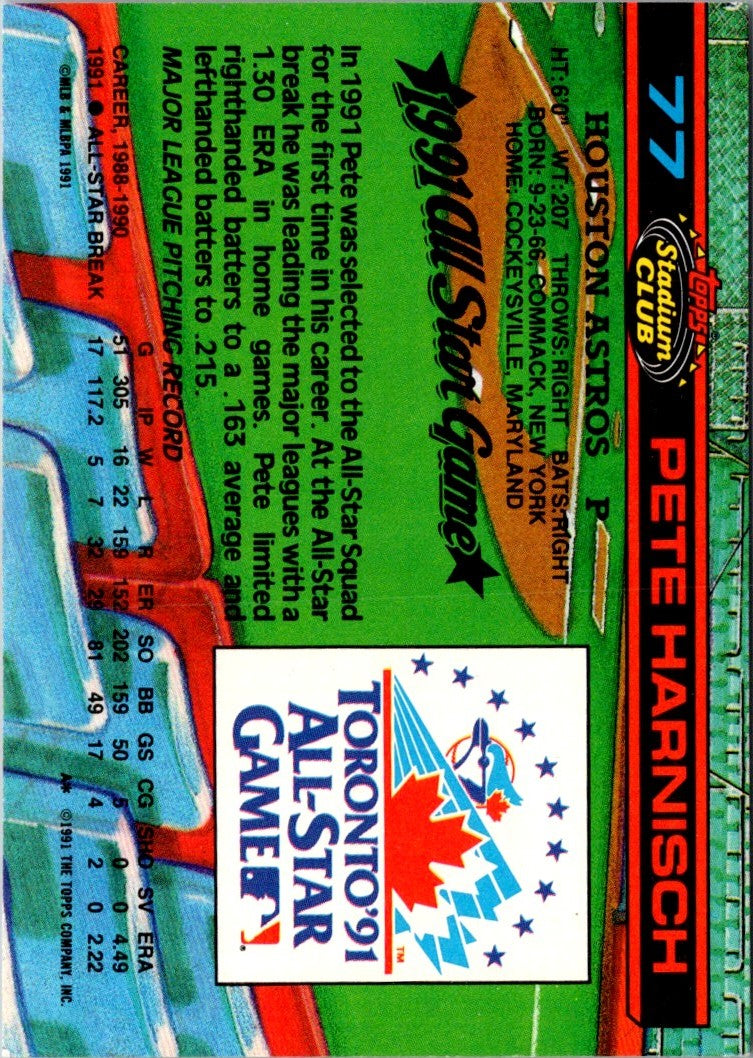 77
Topps
Stadium
CLUB
PETE HARNISCH
HOUSTON ASTROS P
HT: 6'0" WT: 207 THROWS: RIGHT BATS: RIGHT
BORN: 9-23-66, COMMACK, NEW YORK
HOME: COCKEYSVILLE, MARYLAND
1991 All Star Game
In 1991 Pete was selected to the All-Star Squad
for the first time in his career. At the All-Star
break he was leading the major leagues with a
1.30 ERA in home games. Pete limited
righthanded batters to a .163 average and
lefthanded batters to .215.
TORONTO '91
ALL-STAR
GAME
TM
MAJOR LEAGUE PITCHING RECORD
G IP W L R ER SO BB GS CG SHO SV ERA
CAREER, 1988-1990 51 305 16 22 159 152 202 159 50 5 0 0 4.49
1991 ● ALL-STAR BREAK 17 117.2 5 7 32 29 81 49 17 4 2 0 2.22
©MLB & MLBPA 1991
A** ©1991 THE TOPPS COMPANY, INC.